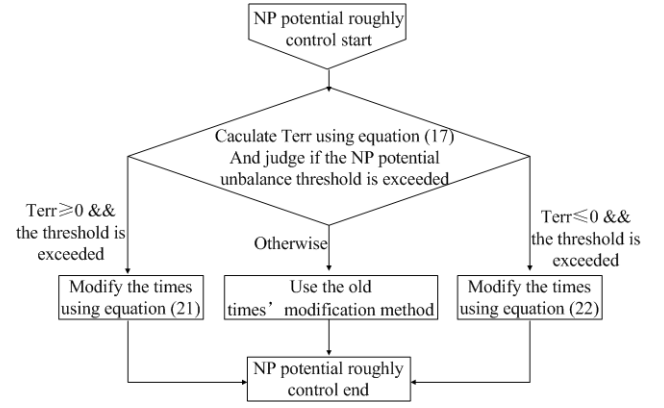 NP potential roughly
control start
Caculate Terr using equation (17)
And judge if the NP potential
unbalance threshold is exceeded
Terr≥0 &&
the threshold is
exceeded
Otherwise
Terr≤0 &&
the threshold is
exceeded
Modify the times
using equation (21)
Use the old
times’ modification method
Modify the times
using equation (22)
NP potential roughly
control end